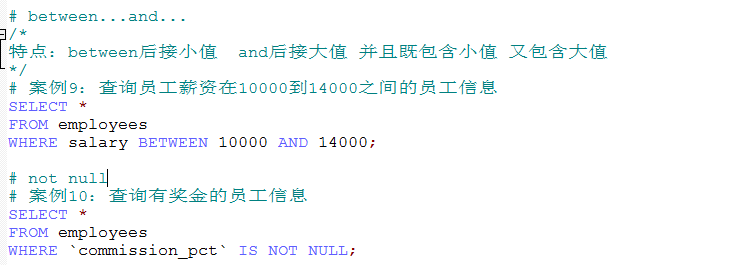 # between...and...
/*
特点：between后接小值  and后接大值 并且既包含小值 又包含大值
*/
# 案例9：查询员工薪资在10000到14000之间的员工信息
SELECT *
FROM employees
WHERE salary BETWEEN 10000 AND 14000;
# not null
# 案例10：查询有奖金的员工信息
SELECT *
FROM employees
WHERE `commission_pct` IS NOT NULL;